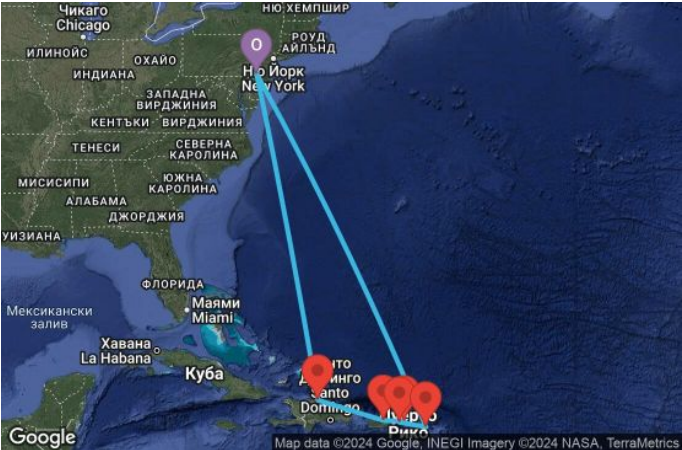 НЮ ХЕМПШИР
Чикаго
Chicago
О
РОУД
АЙЛЪНД
ИЛИНОЙС
ОХАЙО
ИНДИАНА
Ню Йорк
New York
ЗАПАДНА
ВИРДЖИНИЯ
КЕНТЪКИ
ВИРДЖИНИЯ
ТЕНЕСИ
СЕВЕРНА
КАРОЛИНА
МИСИСИПИ
ЮЖНА
КАРОЛИНА
АЛАБАМА
ДЖОРДЖИЯ
УИЗИАНА
ФЛОРИДА
Маями
Miami
Мексикански
залив
Хавана
La Habana
Куба
Santo
Domingo
Рико
Google
Map data ©2024 Google, INEGI Imagery ©2024 NASA, TerraMetrics